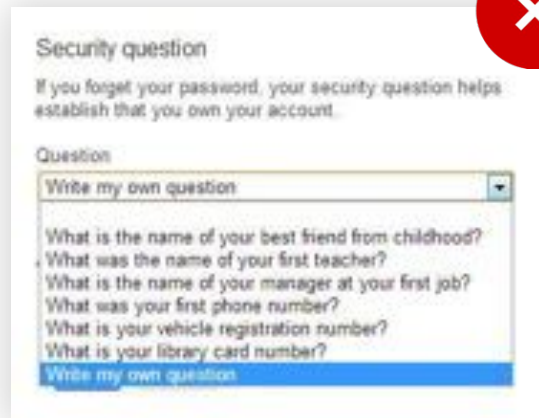 Security question
If you forget your password, your security question helps
establish that you own your account.
Question
Write my own question
What is the name of your best friend from childhood?
What was the name of your first teacher?
What is the name of your manager at your first job?
What was your first phone number?
What is your vehicle registration number?
What is your library card number?
Write my own question